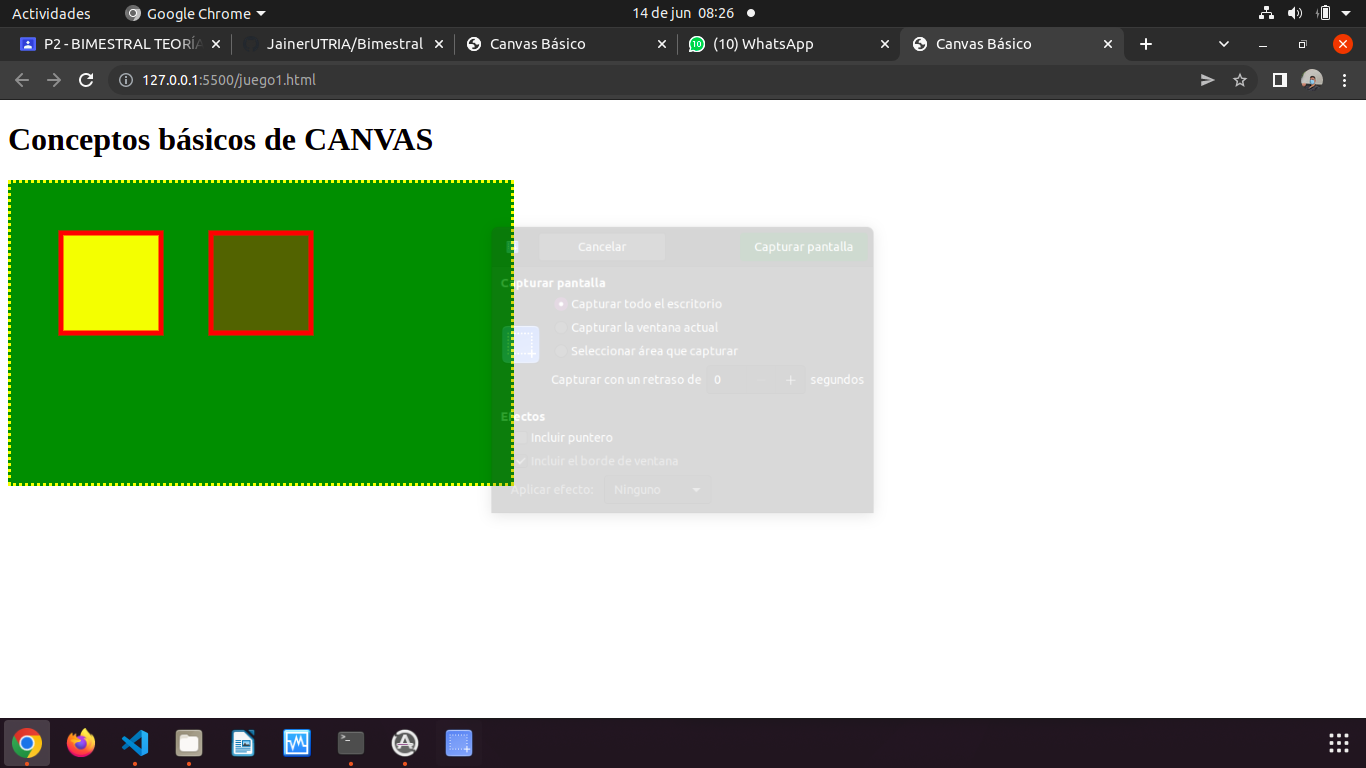 Actividades Google Chrome 14 de jun 08:26
P2 - BIMESTRAL TEORÍA JainerUTRIA/Bimestral Canvas Básico (10) WhatsApp Canvas Básico
127.0.0.1:5500/juego1.html
Conceptos básicos de CANVAS
Cancelar Capturar pantalla
Capturar pantalla
Capturar todo el escritorio
Capturar la ventana actual
Seleccionar área que capturar
Capturar con un retraso de 0 segundos
Efectos
Incluir puntero
Incluir el borde de ventana
Aplicar efecto: Ninguno